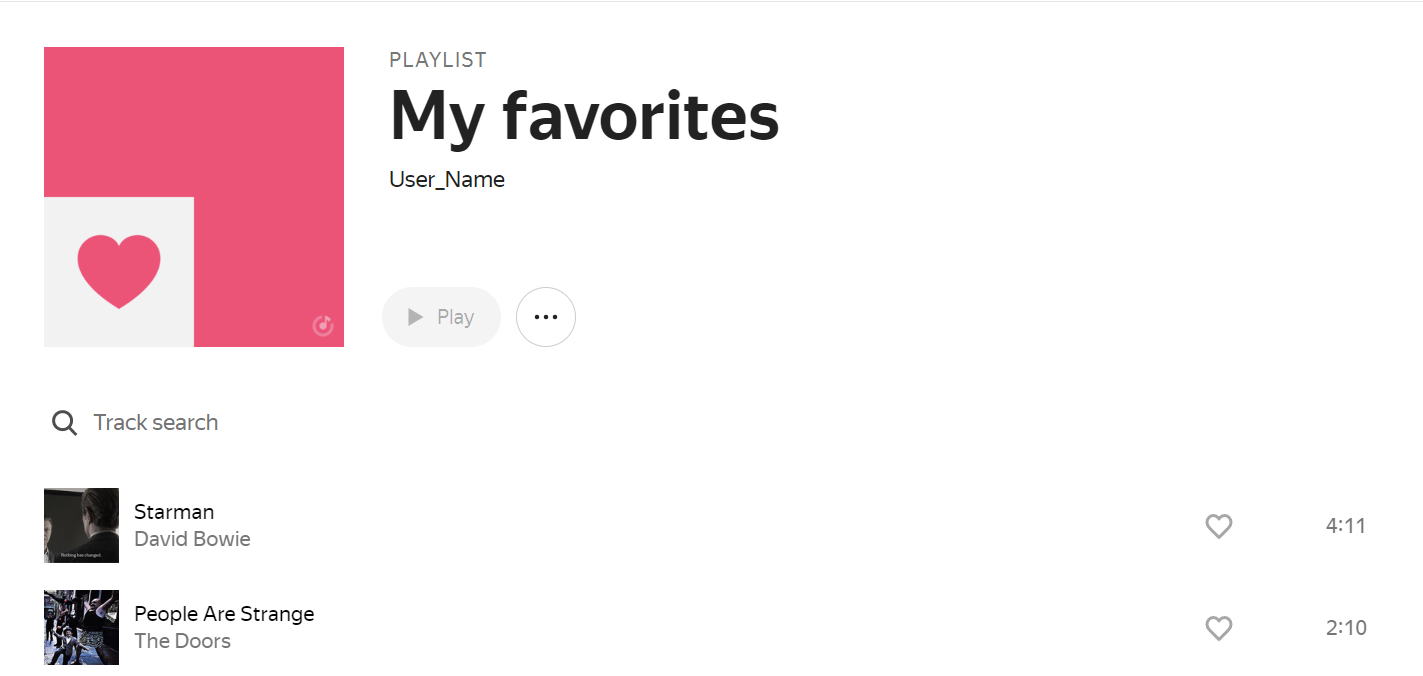 PLAYLIST
My favorites
User_Name
Play
Track search
Nothing has changed.
Starman
David Bowie
4:11
People Are Strange
The Doors
2:10